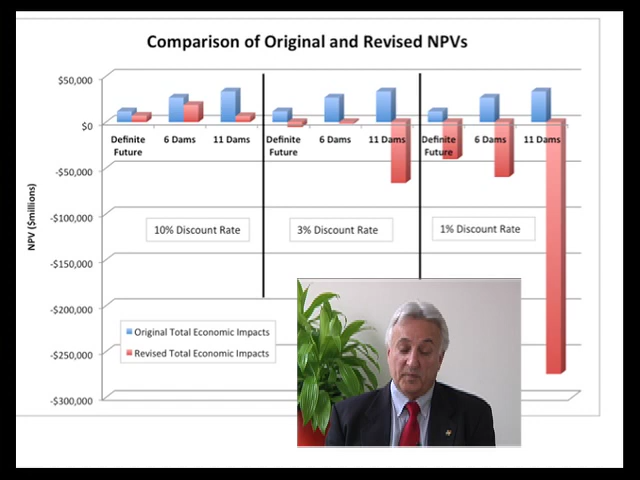 Comparison of Original and Revised NPVs
$50,000
$0
-$50,000
-$100,000
-$150,000
-$200,000
-$250,000
-$300,000
NPV ($millions)
Definite Future
6 Dams
11 Dams
Definite Future
6 Dams
11 Dams
Definite Future
6 Dams
11 Dams
10% Discount Rate
3% Discount Rate
1% Discount Rate
Original Total Economic Impacts
Revised Total Economic Impacts